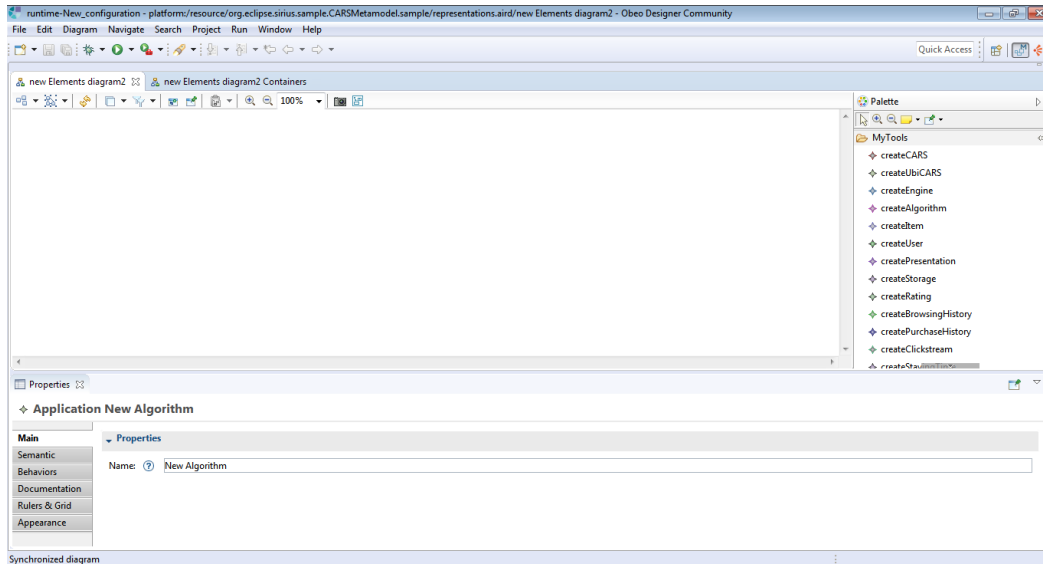 runtime-New_configuration - platform:/resource/org.eclipse.sirius.sample.CARSMetamodel.sample/representations.aird/new Elements diagram2 - Obeo Designer Community
File Edit Diagram Navigate Search Project Run Window Help
Quick Access
new Elements diagram2 new Elements diagram2 Containers
100%
Palette
MyTools
createCARS
createUbiCARS
createEngine
createAlgorithm
createItem
createUser
createPresentation
createStorage
createRating
createBrowsingHistory
createPurchaseHistory
createClickstream
createStayingTime
Properties
Application New Algorithm
Main
Properties
Semantic
Name: ? New Algorithm
Behaviors
Documentation
Rulers & Grid
Appearance
Synchronized diagram